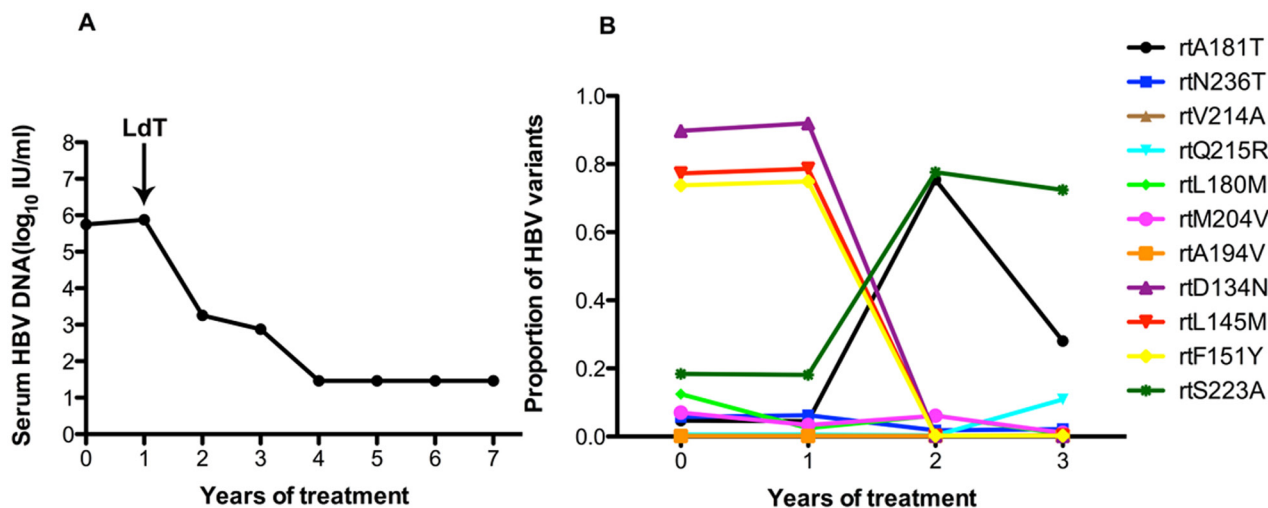 A
LdT
Serum HBV DNA(log10 IU/ml)
8
7
6
5
4
3
2
1
0
0 1 2 3 4 5 6 7
Years of treatment
B
Proportion of HBV variants
1.0
0.8
0.6
0.4
0.2
0.0
0 1 2 3
Years of treatment
rtA181T
rtN236T
rtV214A
rtQ215R
rtL180M
rtM204V
rtA194V
rtD134N
rtL145M
rtF151Y
rtS223A